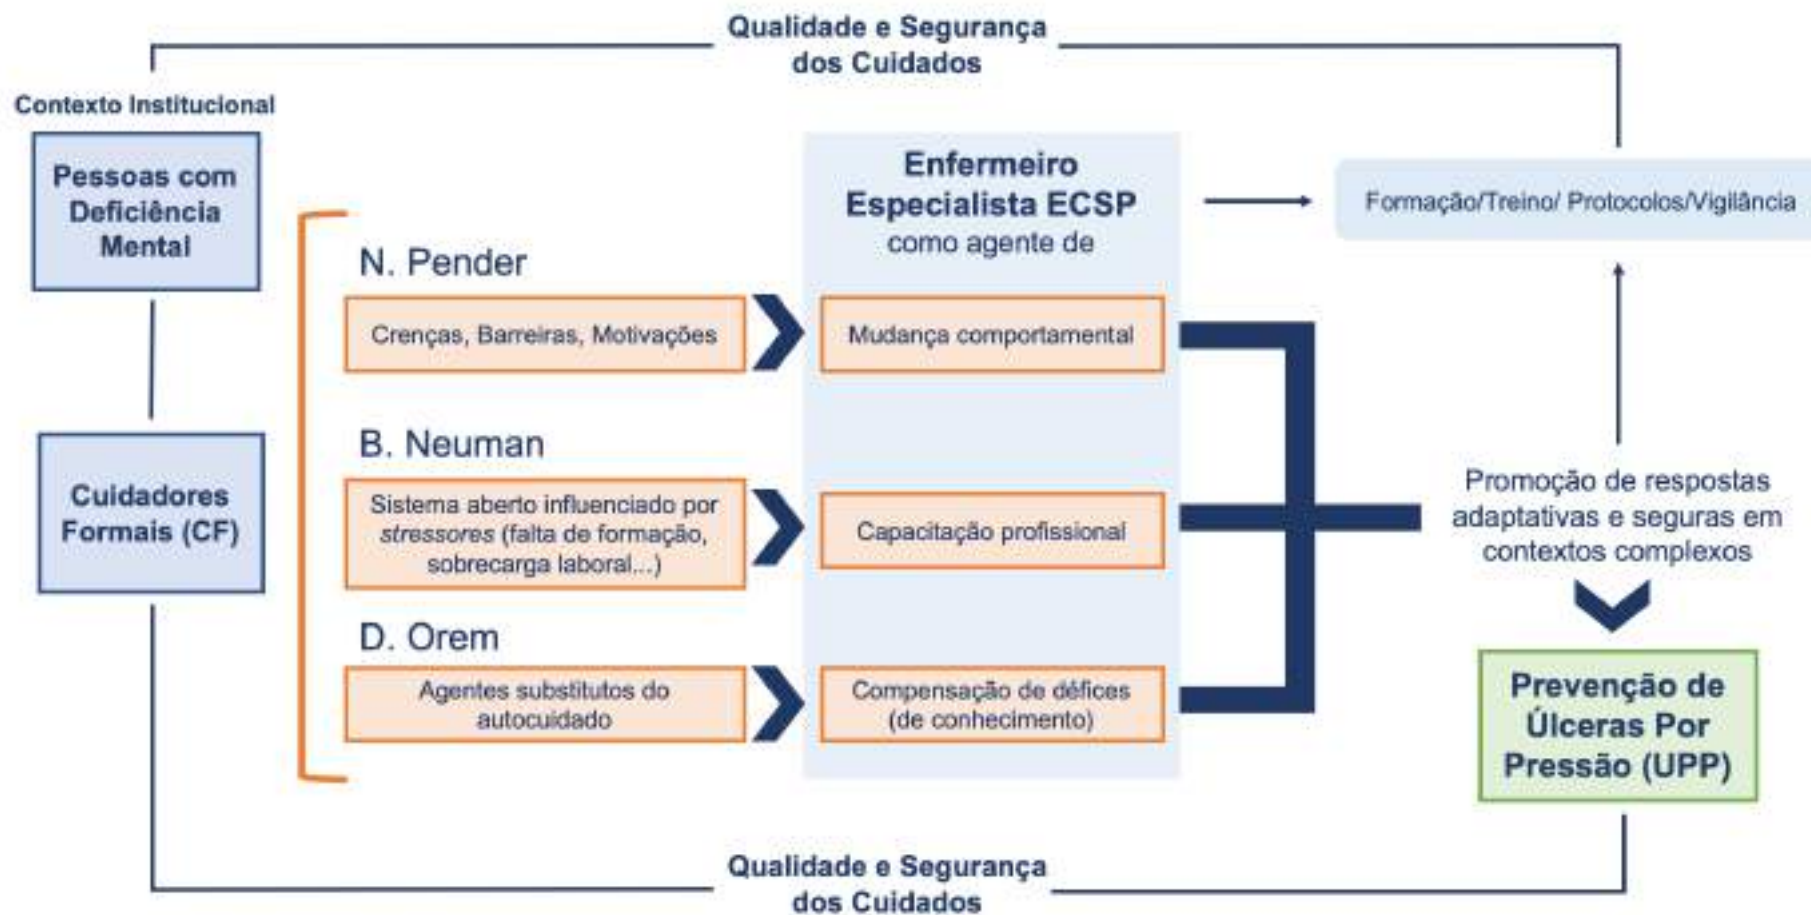 Qualidade e Segurança
dos Cuidados
Contexto Institucional
Pessoas com
Deficiência
Mental
Cuidadores
Formais (CF)
N. Pender
Crenças, Barreiras, Motivações
B. Neuman
Sistema aberto influenciado por
stressores (falta de formação,
sobrecarga laboral...)
D. Orem
Agentes substitutos do
autocuidado
Enfermeiro
Especialista ECSP
como agente de
Mudança comportamental
Capacitação profissional
Compensação de défices
(de conhecimento)
Formação/Treino/ Protocolos/Vigilância
Promoção de respostas
adaptativas e seguras em
contextos complexos
Prevenção de
Úlceras Por
Pressão (UPP)
Qualidade e Segurança
dos Cuidados